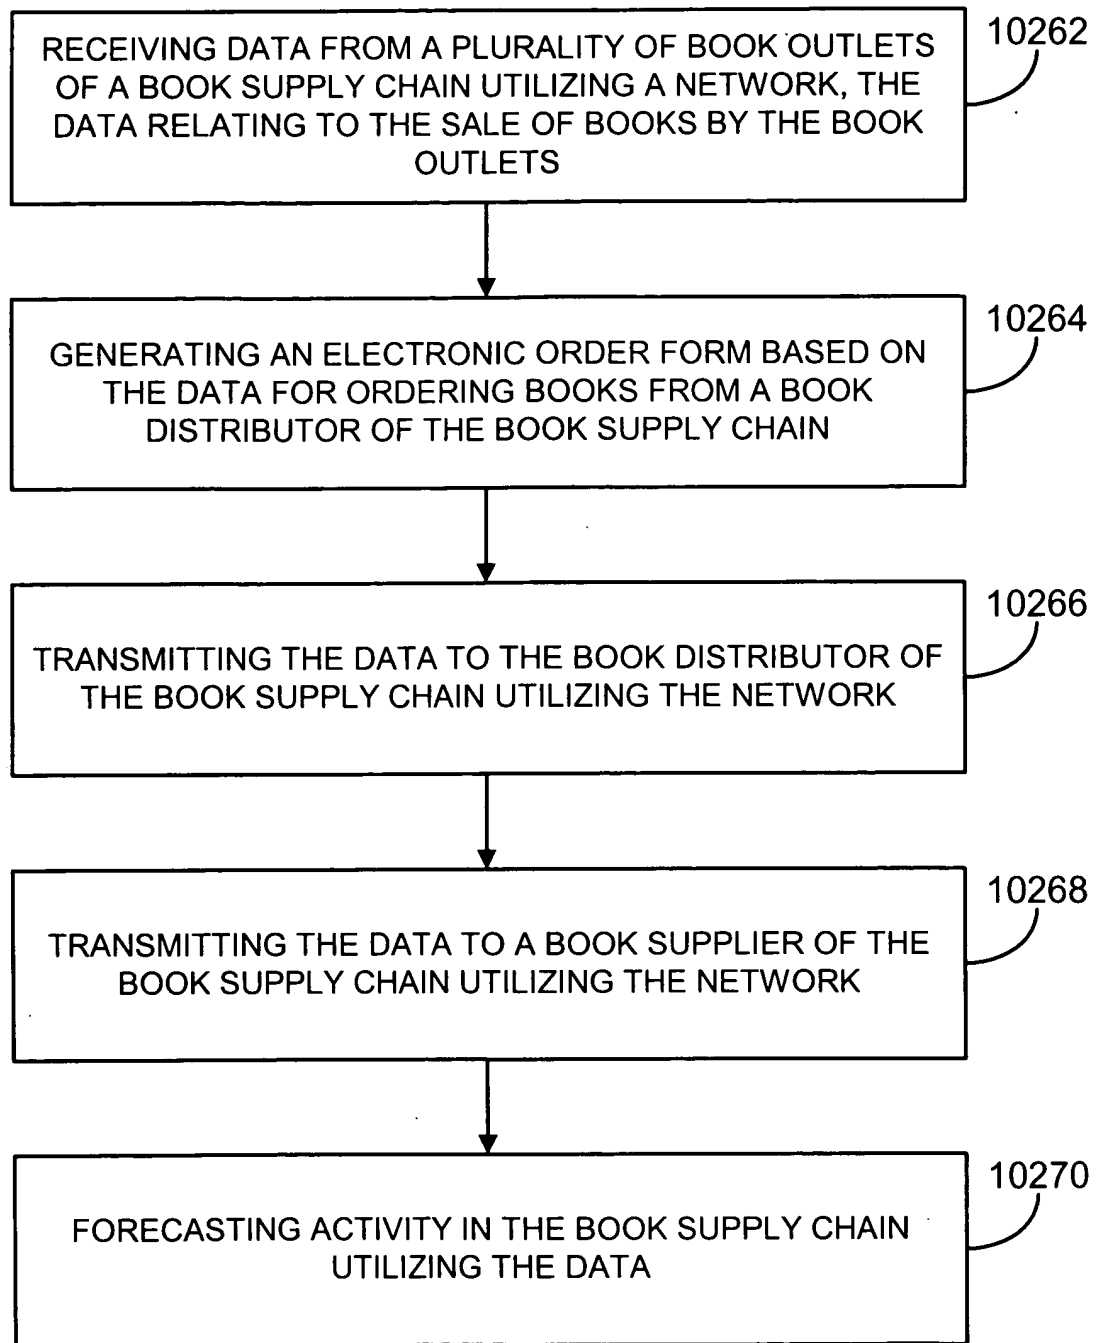 RECEIVING DATA FROM A PLURALITY OF BOOK OUTLETS
OF A BOOK SUPPLY CHAIN UTILIZING A NETWORK, THE
DATA RELATING TO THE SALE OF BOOKS BY THE BOOK
OUTLETS
10262
GENERATING AN ELECTRONIC ORDER FORM BASED ON
THE DATA FOR ORDERING BOOKS FROM A BOOK
DISTRIBUTOR OF THE BOOK SUPPLY CHAIN
10264
TRANSMITTING THE DATA TO THE BOOK DISTRIBUTOR OF
THE BOOK SUPPLY CHAIN UTILIZING THE NETWORK
10266
TRANSMITTING THE DATA TO A BOOK SUPPLIER OF THE
BOOK SUPPLY CHAIN UTILIZING THE NETWORK
10268
FORECASTING ACTIVITY IN THE BOOK SUPPLY CHAIN
UTILIZING THE DATA
10270